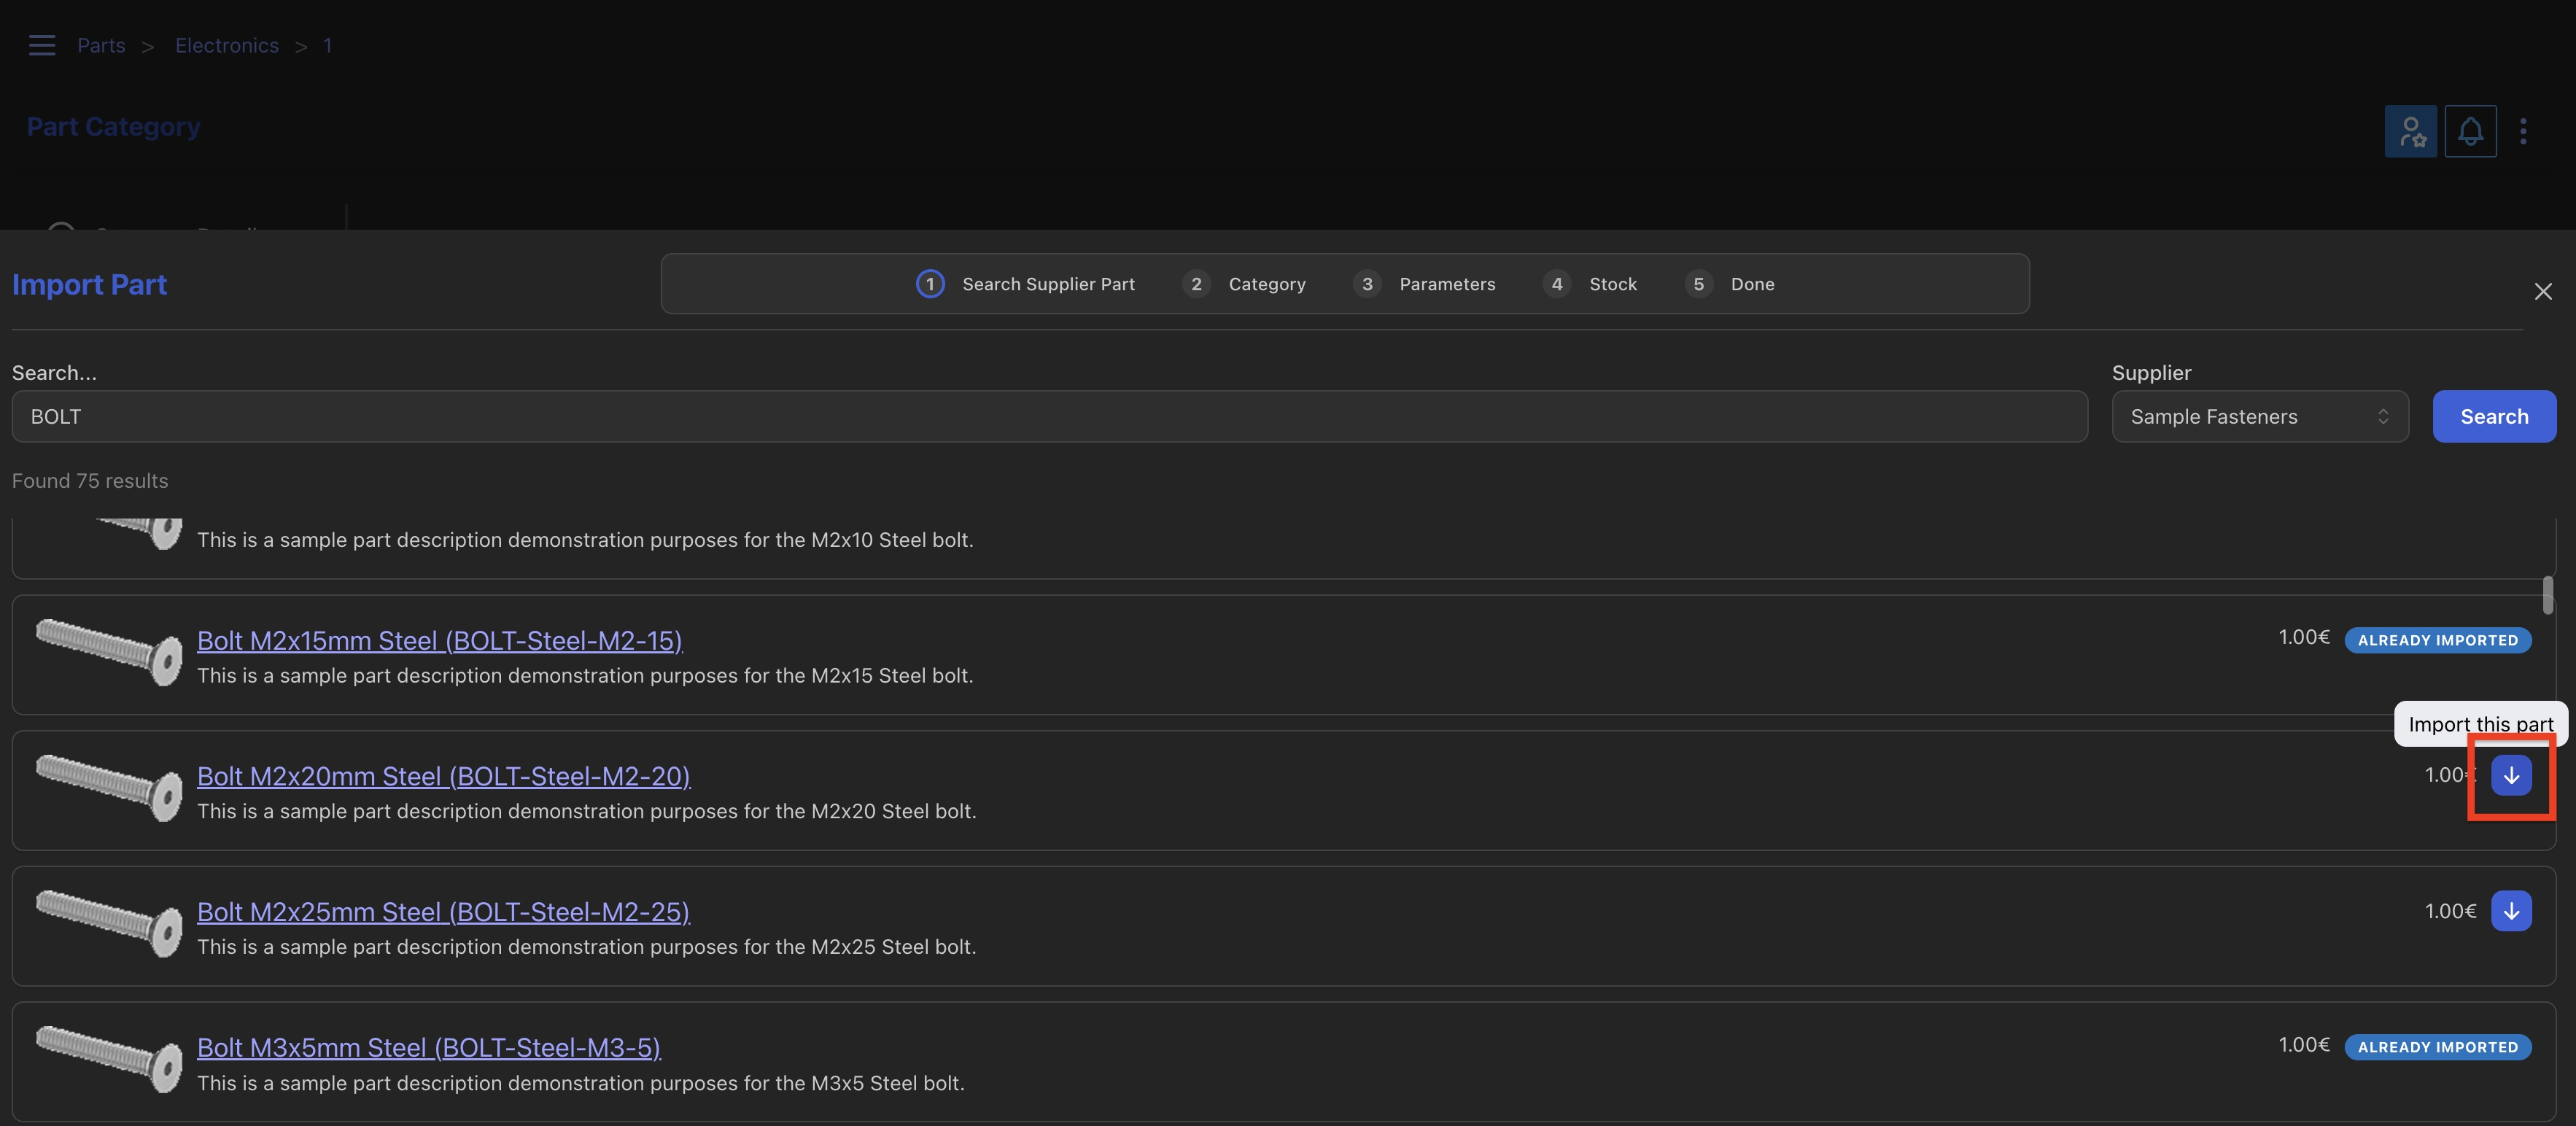 Parts > Electronics > 1
Part Category
Import Part
1 Search Supplier Part 2 Category 3 Parameters 4 Stock 5 Done
Search...
Supplier
BOLT
Sample Fasteners
Search
Found 75 results
This is a sample part description demonstration purposes for the M2x10 Steel bolt.
Bolt M2x15mm Steel (BOLT-Steel-M2-15)
1.00€ ALREADY IMPORTED
This is a sample part description demonstration purposes for the M2x15 Steel bolt.
Import this part
Bolt M2x20mm Steel (BOLT-Steel-M2-20)
1.00€
This is a sample part description demonstration purposes for the M2x20 Steel bolt.
Bolt M2x25mm Steel (BOLT-Steel-M2-25)
1.00€
This is a sample part description demonstration purposes for the M2x25 Steel bolt.
Bolt M3x5mm Steel (BOLT-Steel-M3-5)
1.00€ ALREADY IMPORTED
This is a sample part description demonstration purposes for the M3x5 Steel bolt.